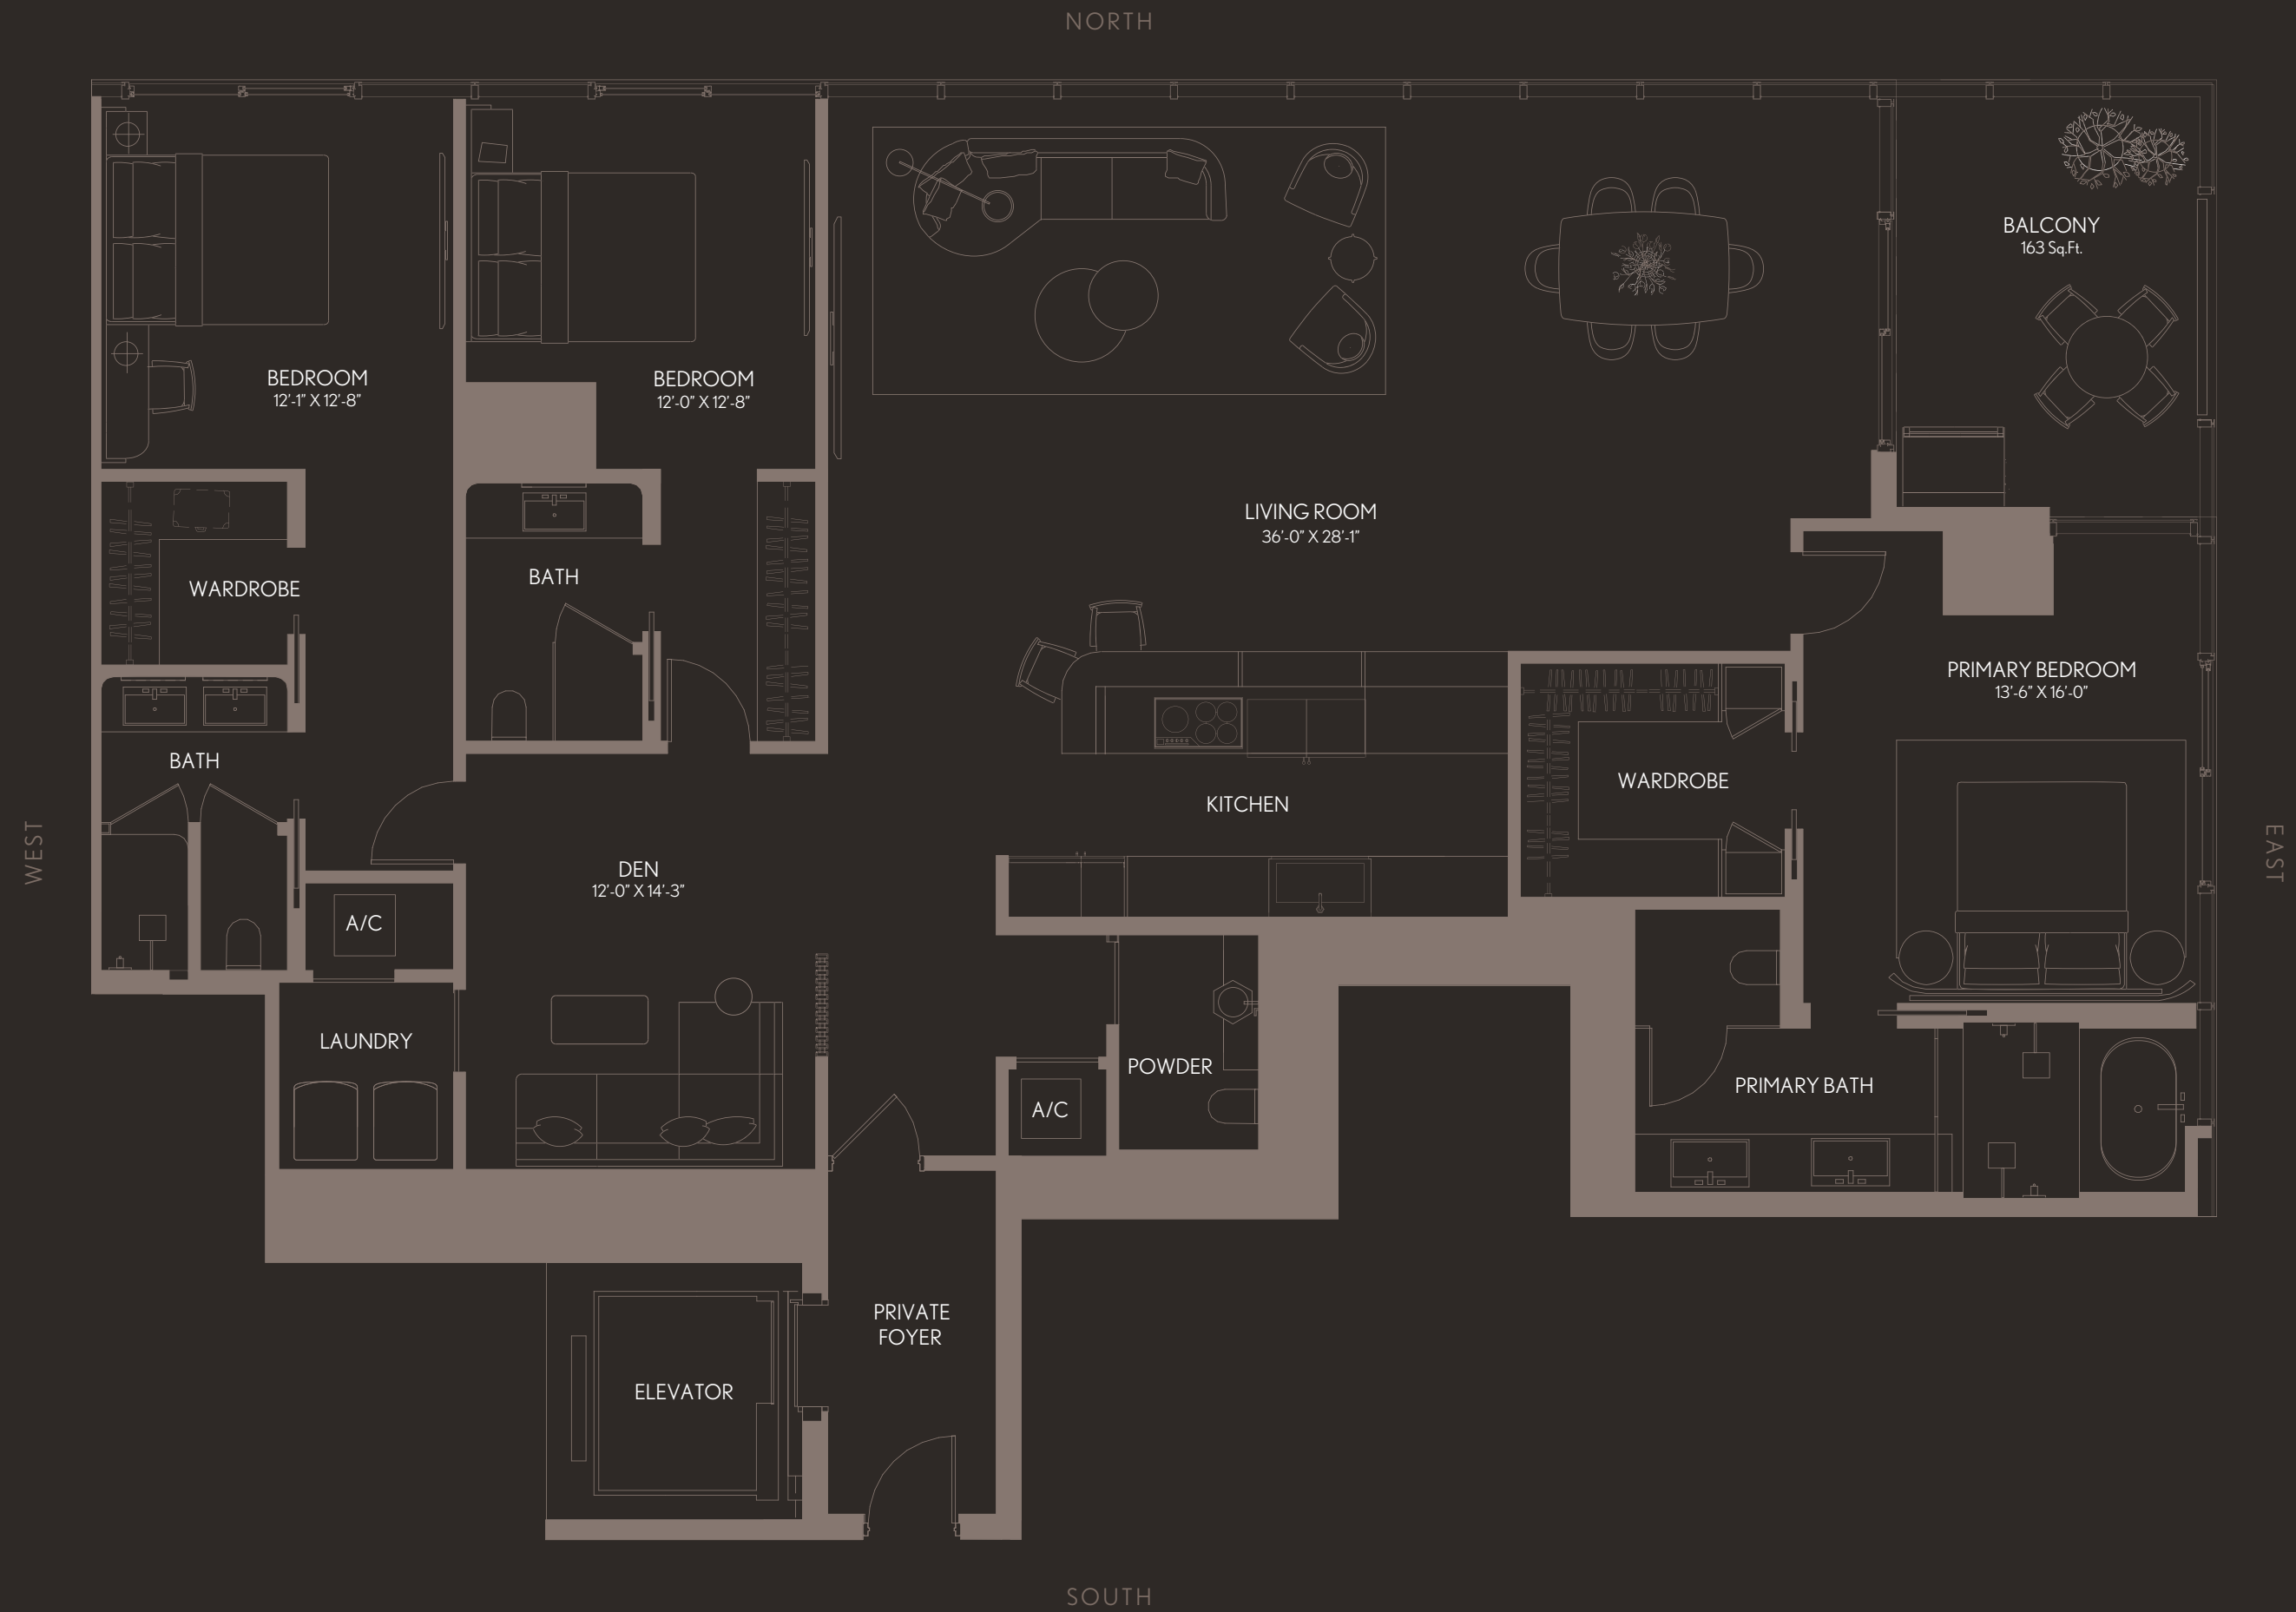 NORTH
BALCONY
163 Sq.Ft.
BEDROOM
12'-1" X 12'-8"
BEDROOM
12'-0" X 12'-8"
LIVING ROOM
36'-0" X 28'-1"
WARDROBE
BATH
PRIMARY BEDROOM
13'-6" X 16'-0"
BATH
WARDROBE
KITCHEN
WEST
EAST
DEN
12'-0" X 14'-3"
A/C
LAUNDRY
POWDER
PRIMARY BATH
A/C
PRIVATE
FOYER
ELEVATOR
SOUTH